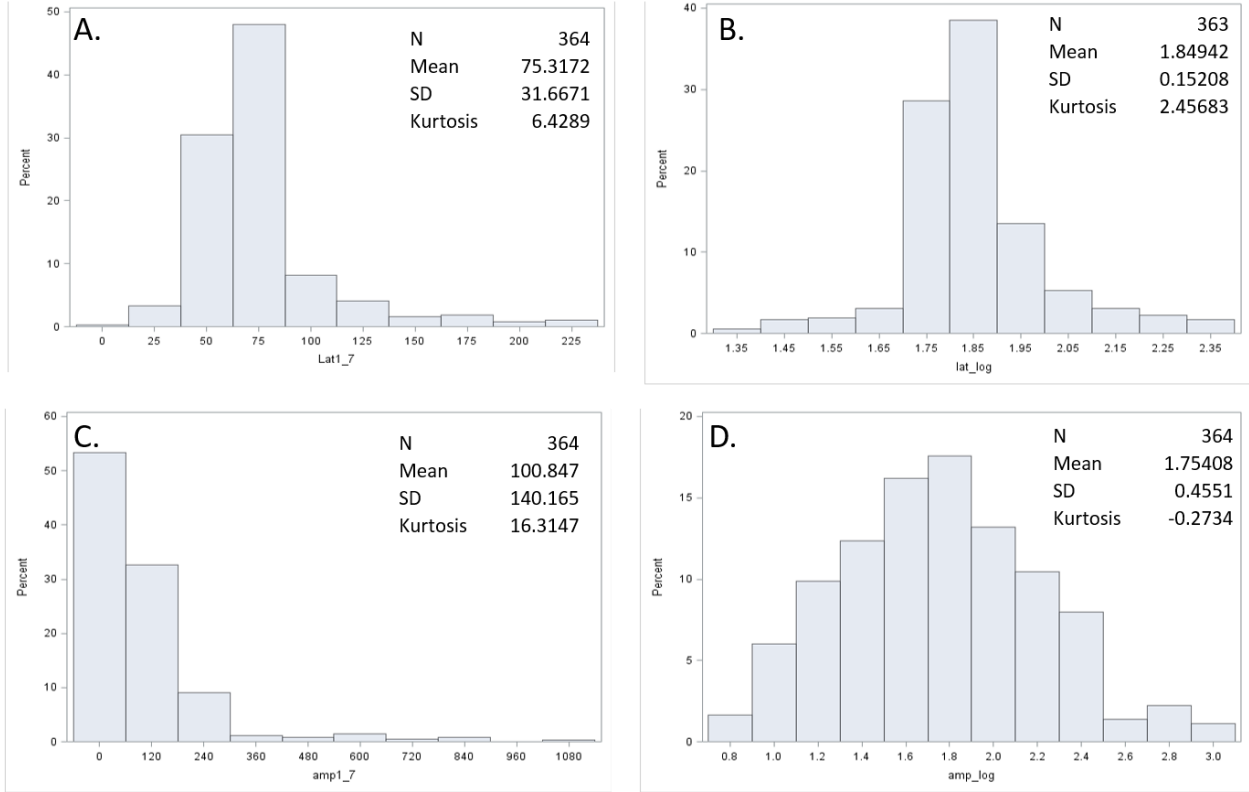 A.
N 364
Mean 75.3172
SD 31.6671
Kurtosis 6.4289
50
40
30
20
10
0
Percent
0 25 50 75 100 125 150 175 200 225
Lat1_7
B.
N 363
Mean 1.84942
SD 0.15208
Kurtosis 2.45683
40
30
20
10
0
Percent
1.35 1.45 1.55 1.65 1.75 1.85 1.95 2.05 2.15 2.25 2.35
lat_log
C.
N 364
Mean 100.847
SD 140.165
Kurtosis 16.3147
60
50
40
30
20
10
0
Percent
0 120 240 360 480 600 720 840 960 1080
amp1_7
D.
N 364
Mean 1.75408
SD 0.4551
Kurtosis -0.2734
20
15
10
5
0
Percent
0.8 1.0 1.2 1.4 1.6 1.8 2.0 2.2 2.4 2.6 2.8 3.0
amp_log